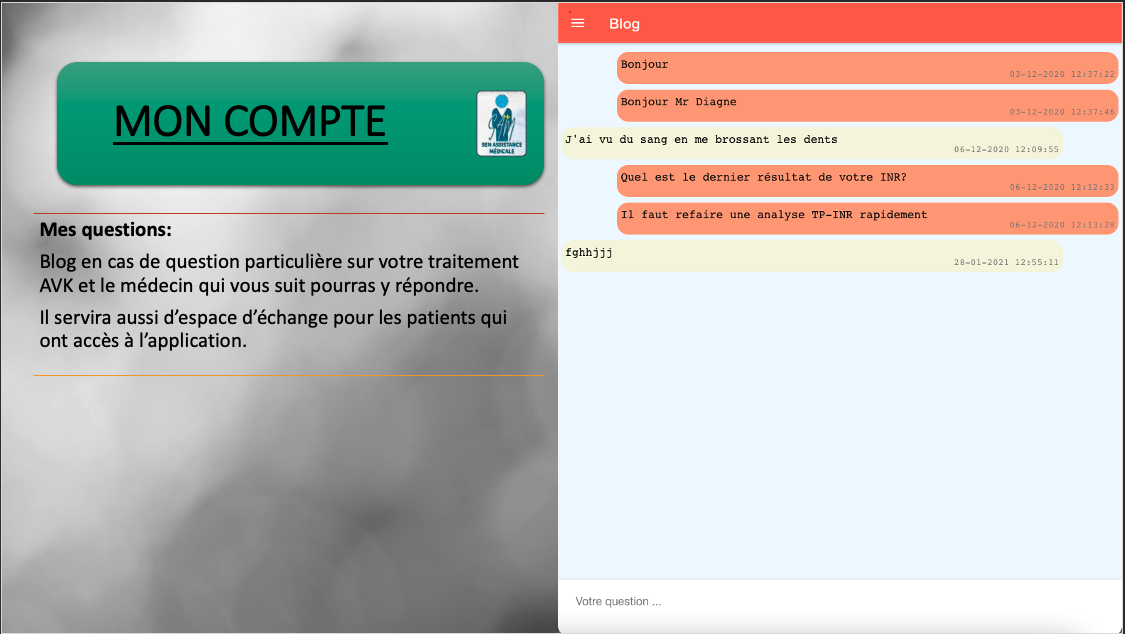 MON COMPTE
SEN ASSISTANCE
MÉDICALE
Mes questions:
Blog en cas de question particulière sur votre traitement
AVK et le médecin qui vous suit pourras y répondre.
Il servira aussi d’espace d’échange pour les patients qui
ont accès à l’application.
Blog
Bonjour
03-12-2020 12:37:22
Bonjour Mr Diagne
03-12-2020 12:37:46
J'ai vu du sang en me brossant les dents
06-12-2020 12:09:55
Quel est le dernier résultat de votre INR?
06-12-2020 12:12:33
Il faut refaire une analyse TP-INR rapidement
06-12-2020 12:13:28
fghhjjj
28-01-2021 12:55:11
Votre question ...